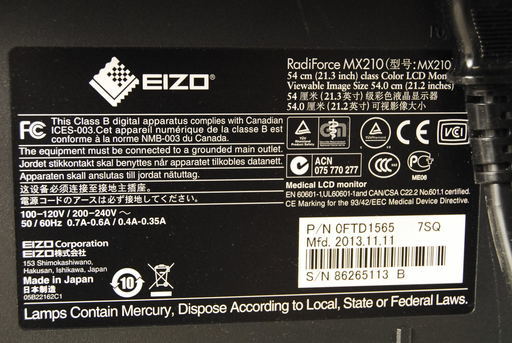 EIZO
RadiForce MX210 (型号: MX210)
54 cm (21.3 inch) class Color LCD Mon
Viewable Image Size 54.0 cm (21.2 inches)
54 厘米 (21.3英寸) 级彩色液晶显示器
54.0 厘米 (21.2英寸) 可视影像大小
FC This Class B digital apparatus complies with Canadian
ICES-003.Cet appareil numérique de la classe B est
conforme à la norme NMB-003 du Canada.
The equipment must be connected to a grounded main outlet.
Jordet stikkontakt skal benyttes når apparatet tilkobles datanett.
Apparaten skall anslutas till jordat nätuttag.
这设备必须连接至接地主插座。
電源コードのアースは必ず接地してください。
100-120V / 200-240V ～
50 / 60Hz 0.7A-0.6A / 0.4A-0.35A
CE
VCCI
N
ACN
075 770 277
CCC
ME06
Medical LCD monitor
EN 60601-1,UL60601-1and CAN/CSA C22.2 No.601.1 certified.
CE Marking for the 93/42/EEC Medical Device Directive.
EIZO Corporation
EIZO株式会社
153 Shimokashiwano,
Hakusan, Ishikawa, Japan
Made in Japan
日本制造
05B22162C1
10
P/N 0FTD1565 7SQ
Mfd. 2013.11.11
S/N 86265113 B
Lamps Contain Mercury, Dispose According to Local, State or Federal Laws.